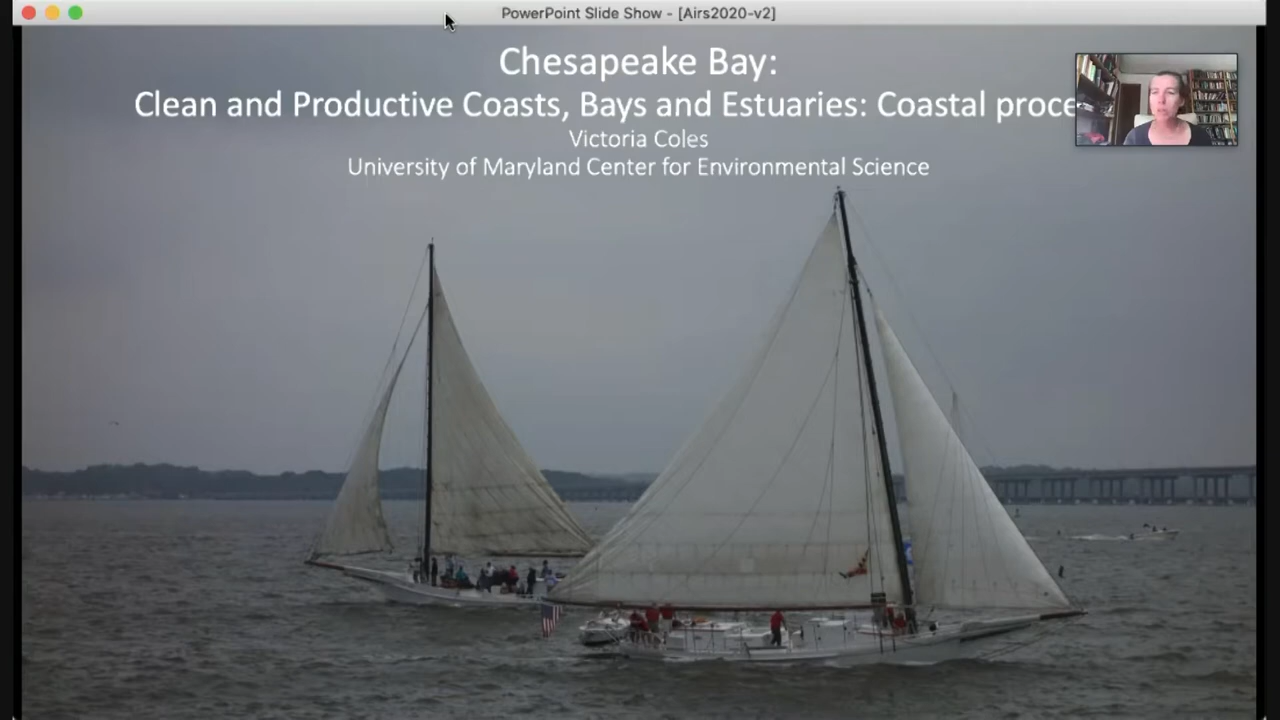 PowerPoint Slide Show - [Airs2020-v2]
Chesapeake Bay:
Clean and Productive Coasts, Bays and Estuaries: Coastal proce
Victoria Coles
University of Maryland Center for Environmental Science